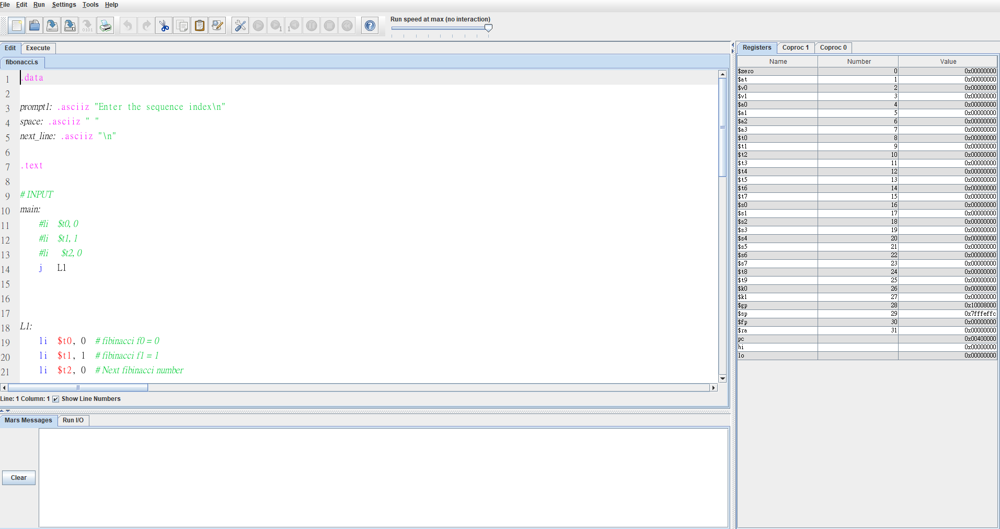 File Edit Run Settings Tools Help
Run speed at max (no interaction)
Edit Execute
fibonacci.s
1 .data
2
3 prompt1: .asciiz "Enter the sequence index\n"
4 space: .asciiz " "
5 next_line: .asciiz "\n"
6
7 .text
8
9 # INPUT
10 main:
11 #li $t0, 0
12 #li $t1, 1
13 #li $t2, 0
14 j L1
15
16
17
18 L1:
19 li $t0, 0 # fibinacci f0 = 0
20 li $t1, 1 # fibinacci f1 = 1
21 li $t2, 0 # Next fibinacci number
Line: 1 Column: 1 Show Line Numbers
Mars Messages Run I/O
Clear
Registers Coproc 1 Coproc 0
Name Number Value
$zero 0 0x00000000
$at 1 0x00000000
$v0 2 0x00000000
$v1 3 0x00000000
$a0 4 0x00000000
$a1 5 0x00000000
$a2 6 0x00000000
$a3 7 0x00000000
$t0 8 0x00000000
$t1 9 0x00000000
$t2 10 0x00000000
$t3 11 0x00000000
$t4 12 0x00000000
$t5 13 0x00000000
$t6 14 0x00000000
$t7 15 0x00000000
$s0 16 0x00000000
$s1 17 0x00000000
$s2 18 0x00000000
$s3 19 0x00000000
$s4 20 0x00000000
$s5 21 0x00000000
$s6 22 0x00000000
$s7 23 0x00000000
$t8 24 0x00000000
$t9 25 0x00000000
$k0 26 0x00000000
$k1 27 0x00000000
$gp 28 0x10008000
$sp 29 0x7fffeffc
$fp 30 0x00000000
$ra 31 0x00000000
pc 0x00400000
hi 0x00000000
lo 0x00000000